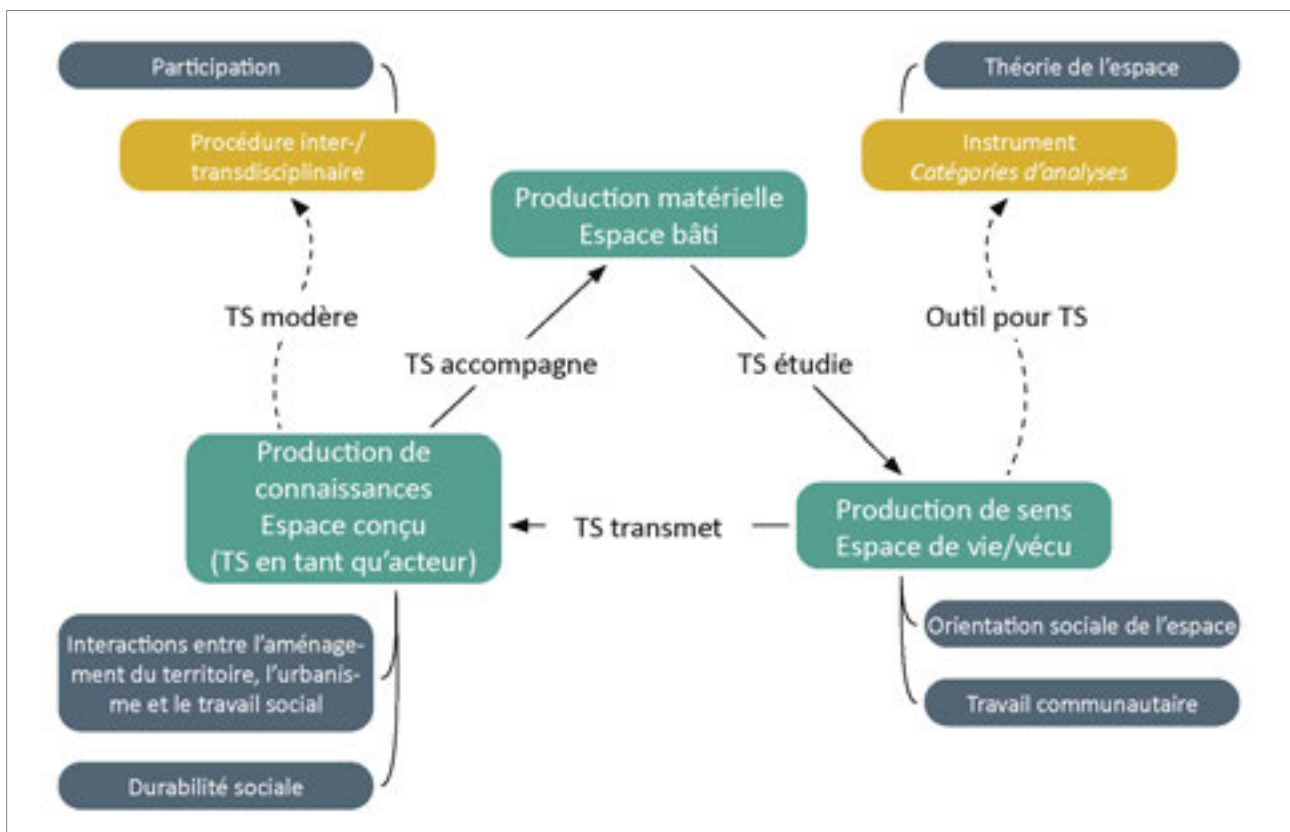 Participation
Théorie de l'espace
Procédure inter-/
transdisciplinaire
Instrument
Catégories d'analyses
Production matérielle
Espace bâti
TS modère
Outil pour TS
TS accompagne
TS étudie
Production de
connaissances
Espace conçu
(TS en tant qu'acteur)
TS transmet
Production de sens
Espace de vie/vécu
Interactions entre l'aménage-
ment du territoire, l'urbanis-
me et le travail social
Orientation sociale de l'espace
Travail communautaire
Durabilité sociale